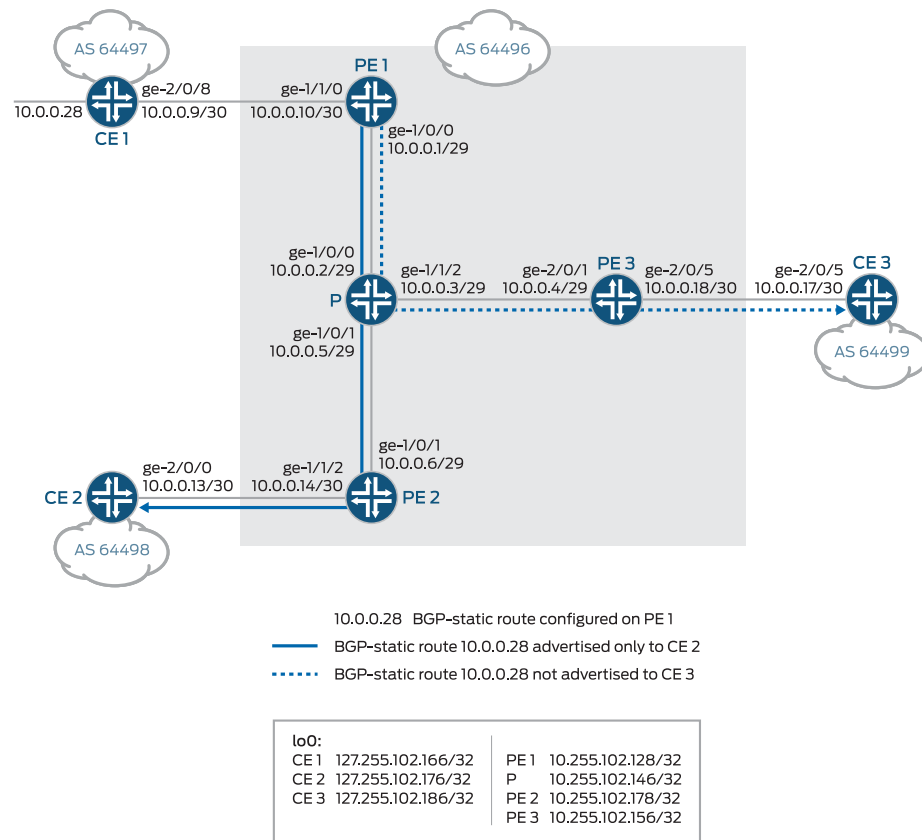 AS 64497
AS 64496
PE 1
ge-2/0/8
ge-1/1/0
10.0.0.28
10.0.0.9/30
10.0.0.10/30
CE 1
ge-1/0/0
10.0.0.1/29
ge-1/0/0
10.0.0.2/29
ge-1/1/2
10.0.0.3/29
ge-2/0/1
10.0.0.4/29
PE 3
ge-2/0/5
10.0.0.18/30
ge-2/0/5
10.0.0.17/30
CE 3
P
ge-1/0/1
10.0.0.5/29
AS 64499
ge-1/0/1
10.0.0.6/29
ge-2/0/0
10.0.0.13/30
ge-1/1/2
10.0.0.14/30
CE 2
PE 2
AS 64498
10.0.0.28 BGP-static route configured on PE 1
BGP-static route 10.0.0.28 advertised only to CE 2
BGP-static route 10.0.0.28 not advertised to CE 3
lo0:
CE 1 127.255.102.166/32
CE 2 127.255.102.176/32
CE 3 127.255.102.186/32
PE 1 10.255.102.128/32
P 10.255.102.146/32
PE 2 10.255.102.178/32
PE 3 10.255.102.156/32